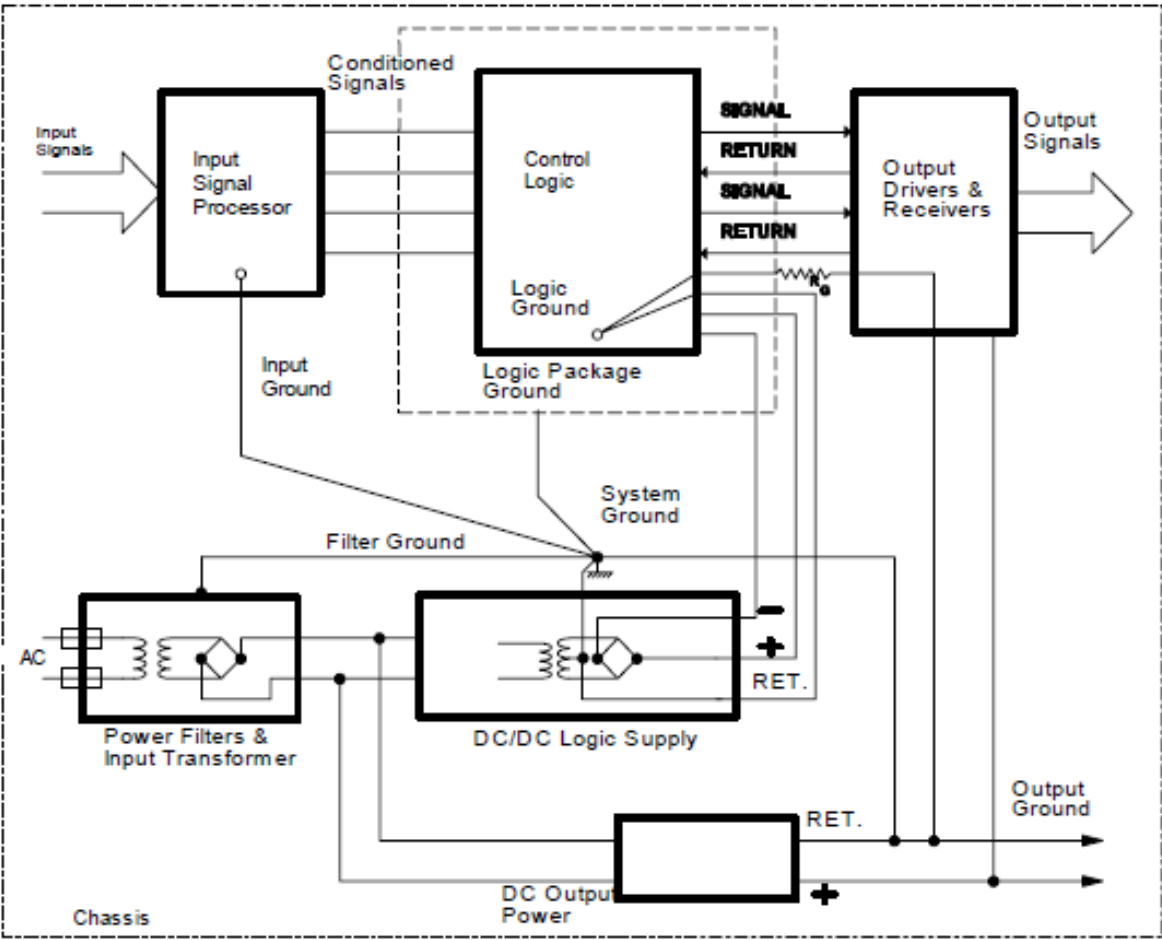 Conditioned
Signals
Input
Signals
Input
Signal
Processor
Control
Logic
SIGNAL
RETURN
SIGNAL
RETURN
Output
Drivers &
Receivers
Output
Signals
Logic
Ground
R
G
Input
Ground
Logic Package
Ground
System
Ground
Filter Ground
AC
−
+
RET.
Power Filters &
Input Transformer
DC/DC Logic Supply
RET.
Output
Ground
DC Output
Power
+
Chassis